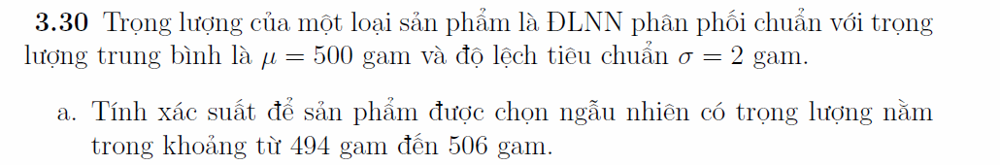 3.30 Trọng lượng của một loại sản phẩm là ĐLNN phân phối chuẩn với trọng
lượng trung bình là μ = 500 gam và độ lệch tiêu chuẩn σ = 2 gam.
a. Tính xác suất để sản phẩm được chọn ngẫu nhiên có trọng lượng nằm
trong khoảng từ 494 gam đến 506 gam.